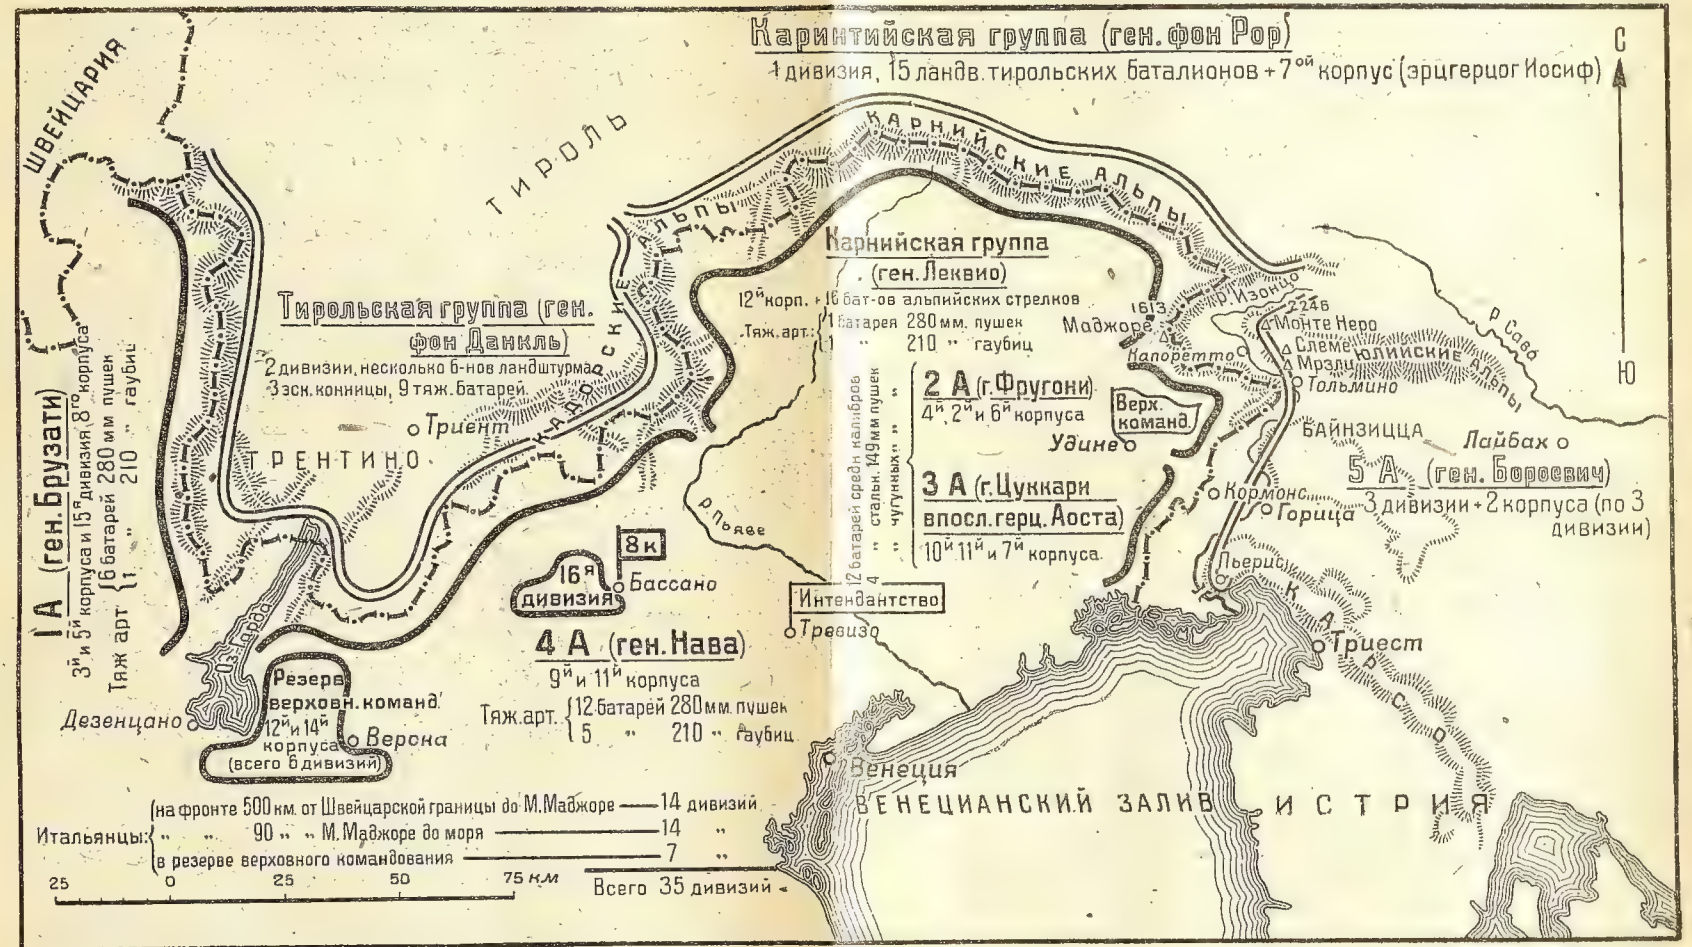 Каринтийская группа (ген. фон Рор)
1 дивизия, 15 ландв. тирольских баталионов + 7ой корпус (эрцгерцог Иосиф)
С
Ю
ШВЕЙЦАРИЯ
ТИРОЛЬ
КАРНИЙСКИЕ АЛЬПЫ
КАДОРСКИЕ АЛЬПЫ
Тирольская группа (ген.
фон Данкль)
2 дивизии, несколько б-нов ландштурма
3 эск. конницы, 9 тяж. батарей.
Триент
ТРЕНТИНО
Карнийская группа
(ген. Леквио)
12й корп. + 16 бат-ов альпийских стрелков
Тяж. арт.: 1 батарея 280 мм. пушек
1 " 210 " гаубиц
1613
Маджоре
Капоретто
р. Изонцо
2246
Монте Неро
Слеме
Мрзли
Тольмино
ЮЛИЙСКИЕ АЛЬПЫ
р. Сава
1 А (ген. Брузати)
3й и 5й корпуса и 15я дивизия 8го корпуса
Тяж арт 6 батарей 280 мм пушек
1 " 210 " гаубиц
2 А (г. Фругони)
4й, 2й и 6й корпуса
Верх.
команд.
Удине
3 А (г. Цуккари
впосл. герц. Аоста)
10й 11й и 7й корпуса.
12 батарей средн калибров
4 " стальн. 149 мм пушек
" чугунных " "
БАЙНЗИЦЦА
Лайбах
5 А (ген. Бороевич)
3 дивизии + 2 корпуса (по 3
дивизии)
Кормонс
Горица
р. Пьяве
8 к
16я
дивизия
Бассано
Интендантство
Тревизо
Пьерис
КАРСО
Триест
4 А (ген. Нава)
9й и 11й корпуса
Тяж. арт. 12 батарей 280 мм. пушек
5 " 210 " гаубиц
Оз. Гарда
Дезенцано
Резерв
верховн. команд.
12й и 14й
корпуса
(всего 6 дивизий)
Верона
Венеция
ВЕНЕЦИАНСКИЙ ЗАЛИВ
ИСТРИЯ
Итальянцы: (на фронте 500 км. от Швейцарской границы до М. Маджоре — 14 дивизий
" " 90 " " М. Маджоре до моря — 14 "
(в резерве верховного командования — 7 "
Всего 35 дивизий
25 0 25 50 75 км